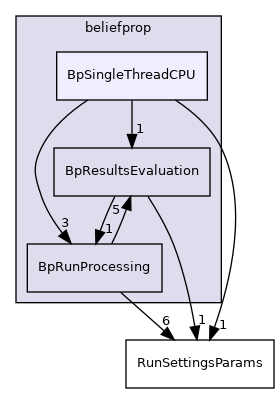 beliefprop
BpSingleThreadCPU
1
BpResultsEvaluation
3
5
1
BpRunProcessing
6
1
1
RunSettingsParams